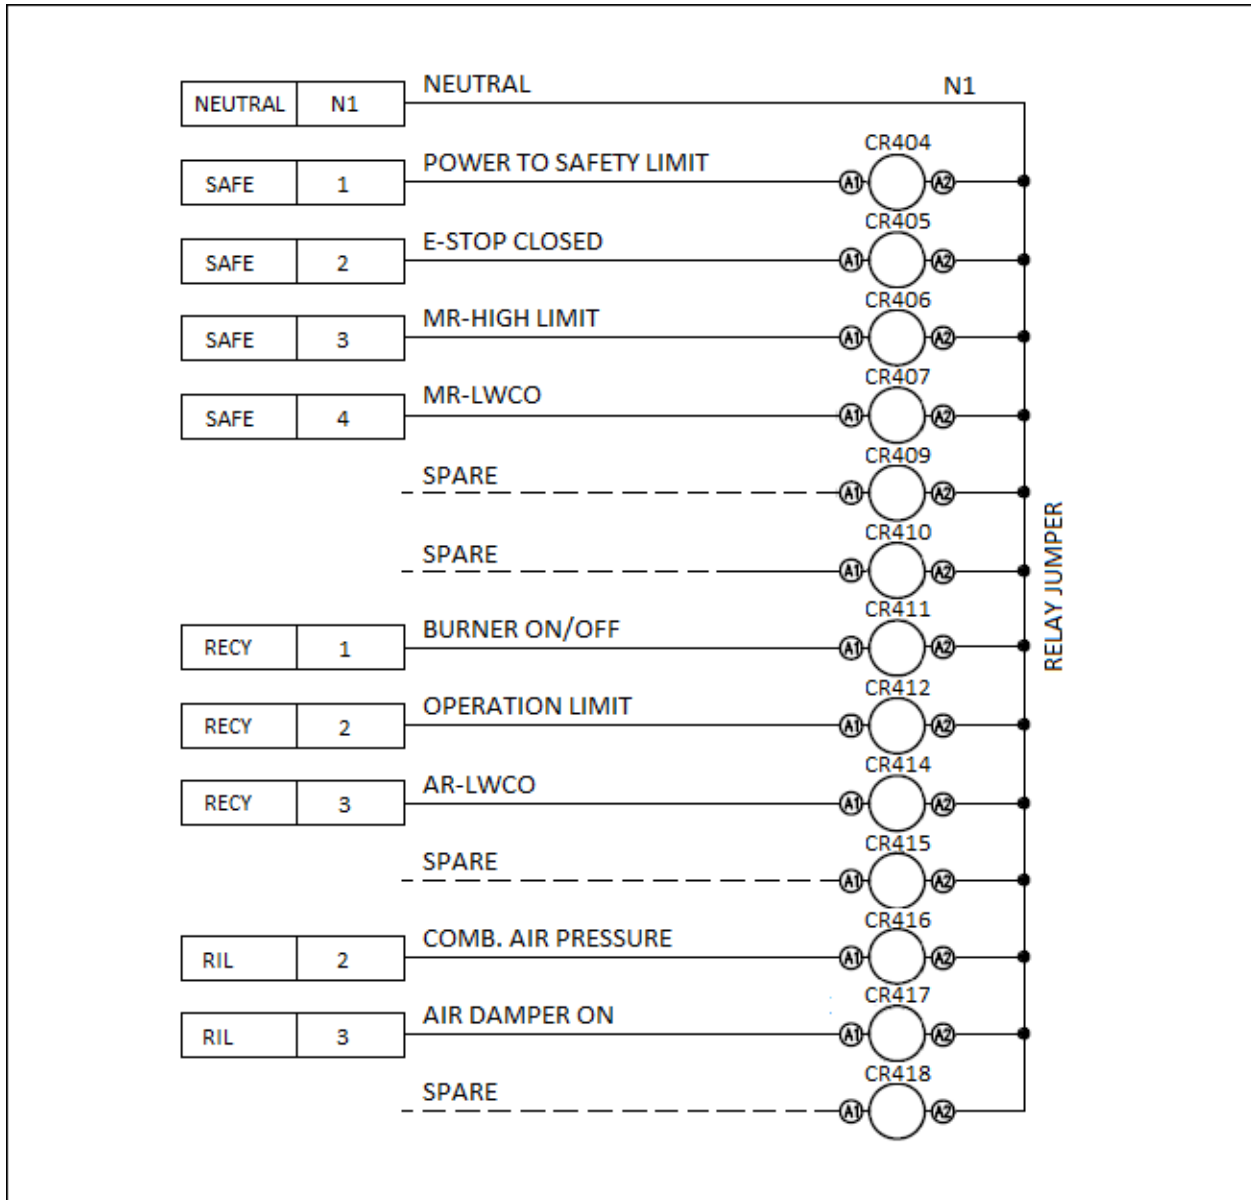 NEUTRAL N1 NEUTRAL N1
CR404
SAFE 1 POWER TO SAFETY LIMIT A1 A2
CR405
SAFE 2 E-STOP CLOSED A1 A2
CR406
SAFE 3 MR-HIGH LIMIT A1 A2
CR407
SAFE 4 MR-LWCO A1 A2
CR409
SPARE A1 A2
CR410
SPARE A1 A2
RELAY JUMPER
CR411
RECY 1 BURNER ON/OFF A1 A2
CR412
RECY 2 OPERATION LIMIT A1 A2
CR414
RECY 3 AR-LWCO A1 A2
CR415
SPARE A1 A2
CR416
RIL 2 COMB. AIR PRESSURE A1 A2
CR417
RIL 3 AIR DAMPER ON A1 A2
CR418
SPARE A1 A2